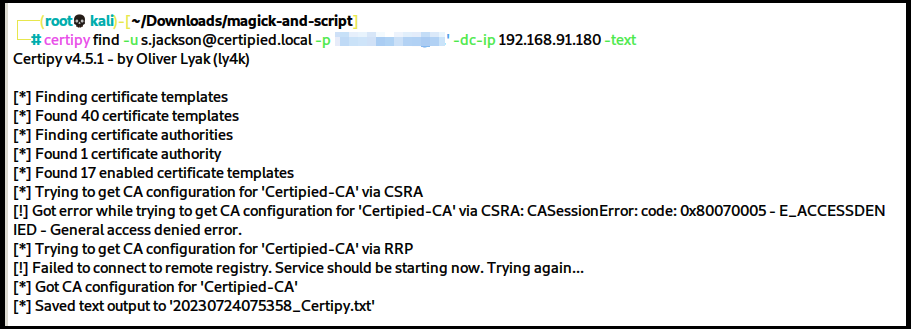 (root💀kali)-[~/Downloads/magick-and-script]
# certipy find -u s.jackson@certipied.local -p ' -dc-ip 192.168.91.180 -text
Certipy v4.5.1 - by Oliver Lyak (ly4k)
[*] Finding certificate templates
[*] Found 40 certificate templates
[*] Finding certificate authorities
[*] Found 1 certificate authority
[*] Found 17 enabled certificate templates
[*] Trying to get CA configuration for 'Certipied-CA' via CSRA
[!] Got error while trying to get CA configuration for 'Certipied-CA' via CSRA: CASessionError: code: 0x80070005 - E_ACCESSDEN
IED - General access denied error.
[*] Trying to get CA configuration for 'Certipied-CA' via RRP
[!] Failed to connect to remote registry. Service should be starting now. Trying again...
[*] Got CA configuration for 'Certipied-CA'
[*] Saved text output to '20230724075358_Certipy.txt'